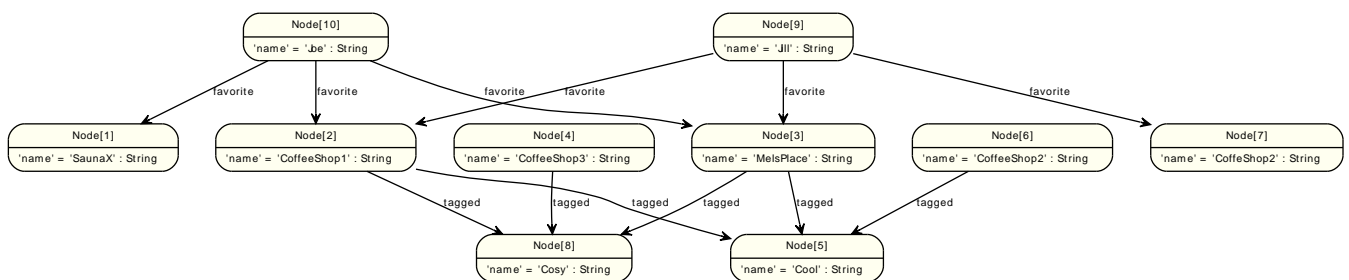 Node[10]
'name' = 'Joe' : String
Node[9]
'name' = 'Jill' : String
favorite
favorite
favorite
favorite
favorite
favorite
Node[1]
'name' = 'SaunaX' : String
Node[2]
'name' = 'CoffeeShop1' : String
Node[4]
'name' = 'CoffeeShop3' : String
Node[3]
'name' = 'MelsPlace' : String
Node[6]
'name' = 'CoffeeShop2' : String
Node[7]
'name' = 'CoffeShop2' : String
tagged
tagged
tagged
tagged
tagged
tagged
Node[8]
'name' = 'Cosy' : String
Node[5]
'name' = 'Cool' : String